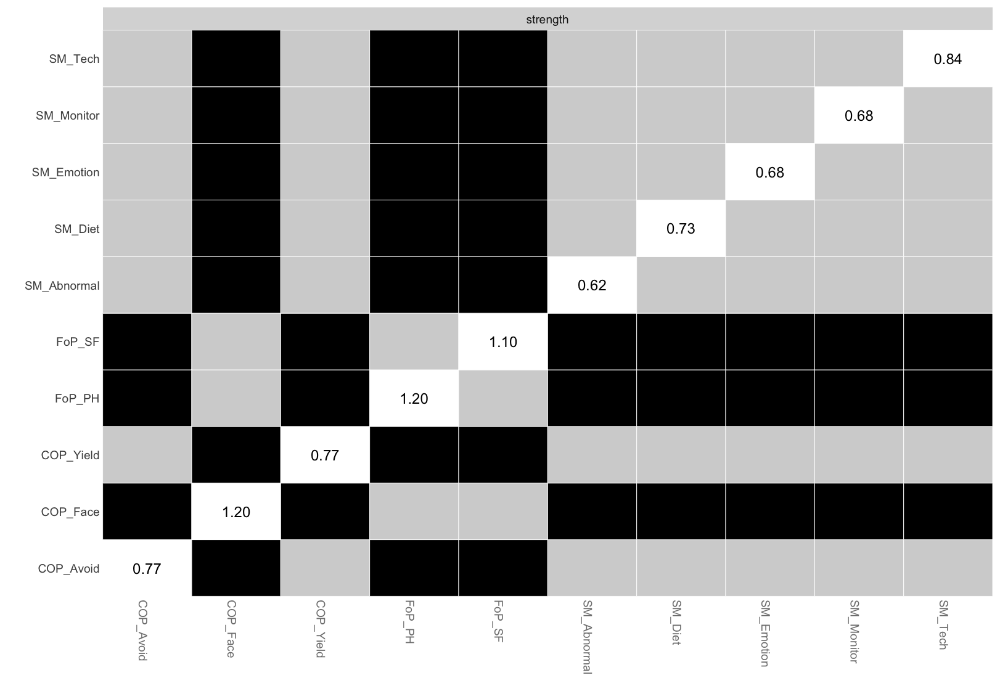 strength
SM_Tech
0.84
SM_Monitor
0.68
SM_Emotion
0.68
SM_Diet
0.73
SM_Abnormal
0.62
FoP_SF
1.10
FoP_PH
1.20
COP_Yield
0.77
COP_Face
1.20
COP_Avoid
0.77
COP_Avoid
COP_Face
COP_Yield
FoP_PH
FoP_SF
SM_Abnormal
SM_Diet
SM_Emotion
SM_Monitor
SM_Tech